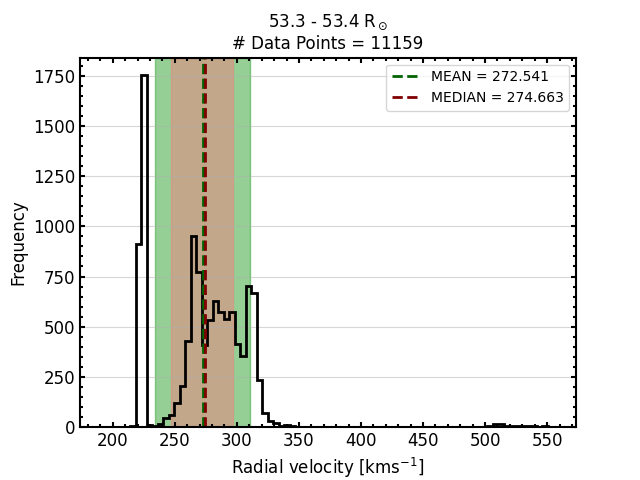 53.3 - 53.4 R⊙
# Data Points = 11159
MEAN = 272.541
MEDIAN = 274.663
Frequency
1750
1500
1250
1000
750
500
250
0
200 250 300 350 400 450 500 550
Radial velocity [kms⁻¹]